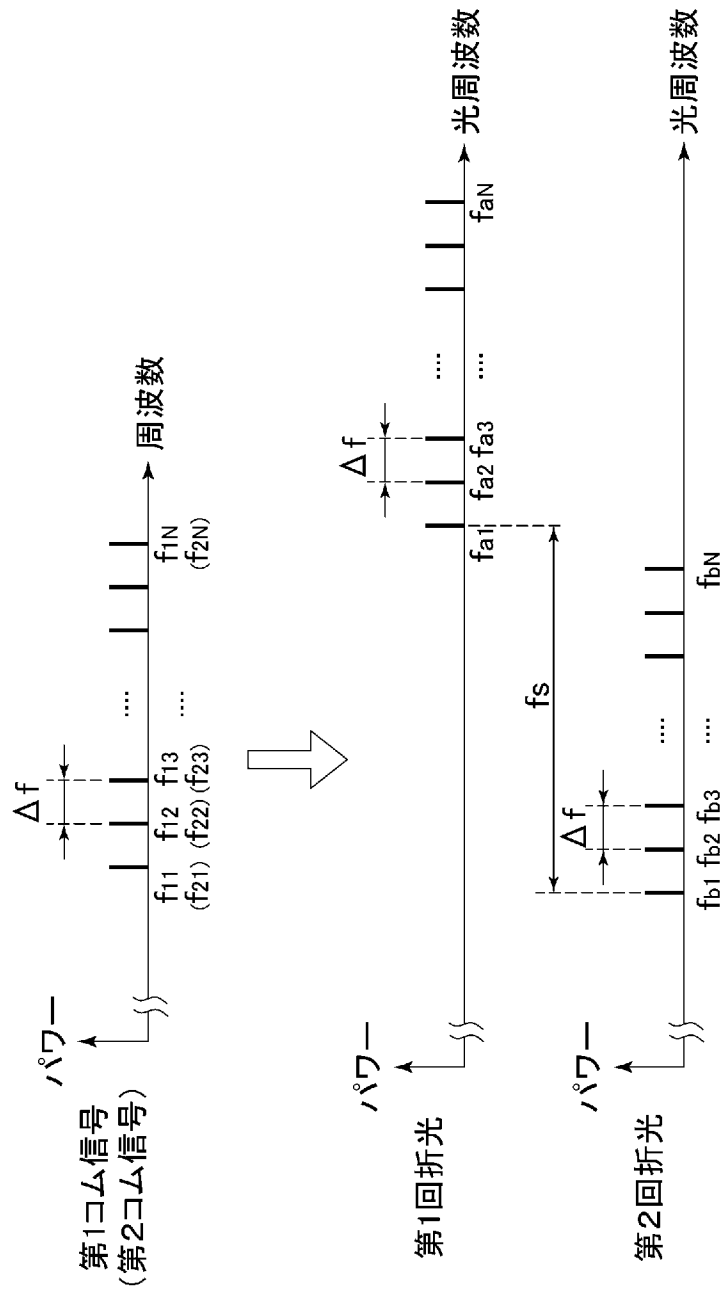 パワー
第1コム信号
(第2コム信号)
Δf
f11 f12 f13 ‥‥ f1N
(f21) (f22) (f23) ‥‥ (f2N)
周波数
パワー
第1回折光
Δf
fa1 fa2 fa3 ‥‥ faN
光周波数
fs
パワー
第2回折光
Δf
fb1 fb2 fb3 ‥‥ fbN
光周波数